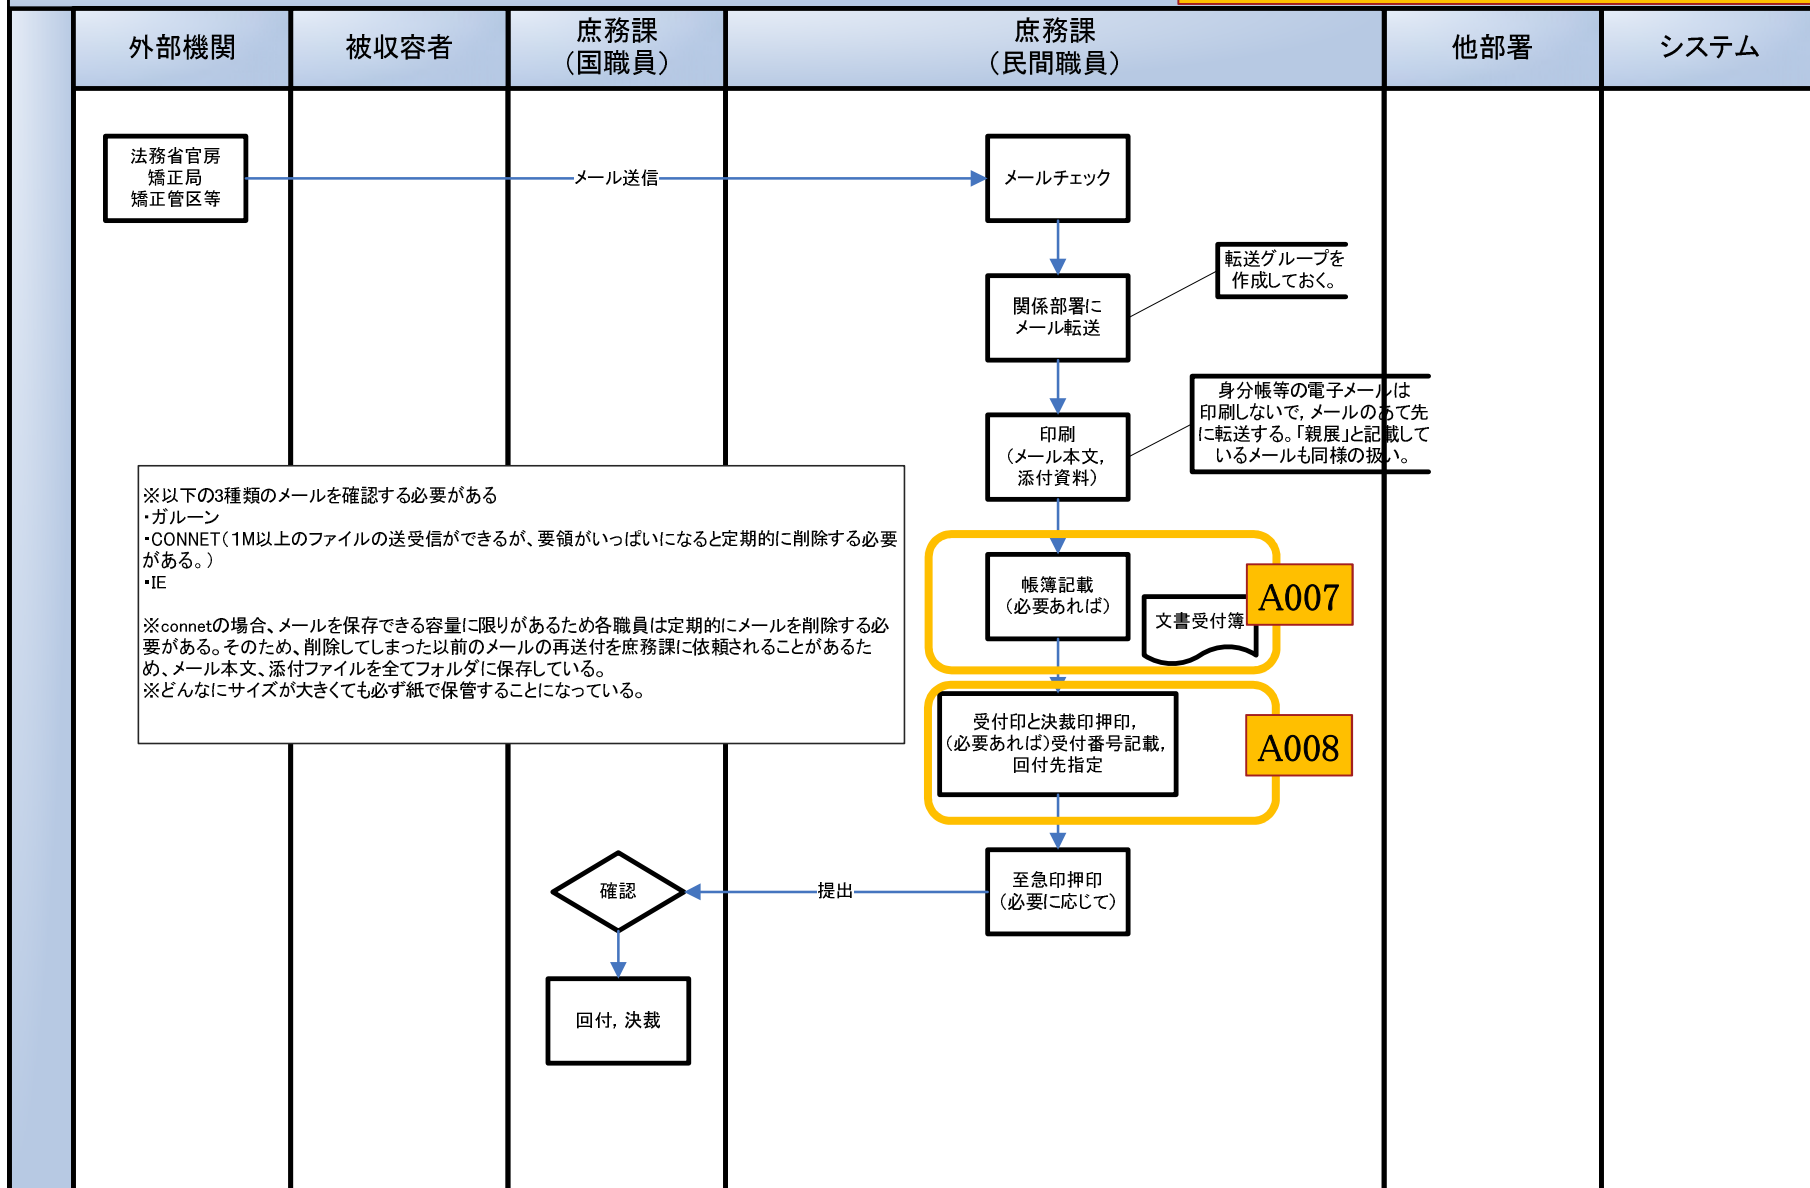 外部機関
被収容者
庶務課
（国職員）
庶務課
（民間職員）
他部署
システム
法務省官房
矯正局
矯正管区等
メール送信
メールチェック
転送グループを
作成しておく。
関係部署に
メール転送
身分帳等の電子メールは
印刷しないで，メールのあて先
に転送する。「親展」と記載して
いるメールも同様の扱い。
印刷
（メール本文，
添付資料）
※以下の3種類のメールを確認する必要がある
・ガルーン
・CONNET（1M以上のファイルの送受信ができるが、要領がいっぱいになると定期的に削除する必要
がある。）
・IE
※connetの場合、メールを保存できる容量に限りがあるため各職員は定期的にメールを削除する必
要がある。そのため、削除してしまった以前のメールの再送付を庶務課に依頼されることがあるた
め、メール本文、添付ファイルを全てフォルダに保存している。
※どんなにサイズが大きくても必ず紙で保管することになっている。
帳簿記載
（必要あれば）
文書受付簿
A007
受付印と決裁印押印，
（必要あれば）受付番号記載，
回付先指定
A008
至急印押印
（必要に応じて）
提出
確認
回付，決裁